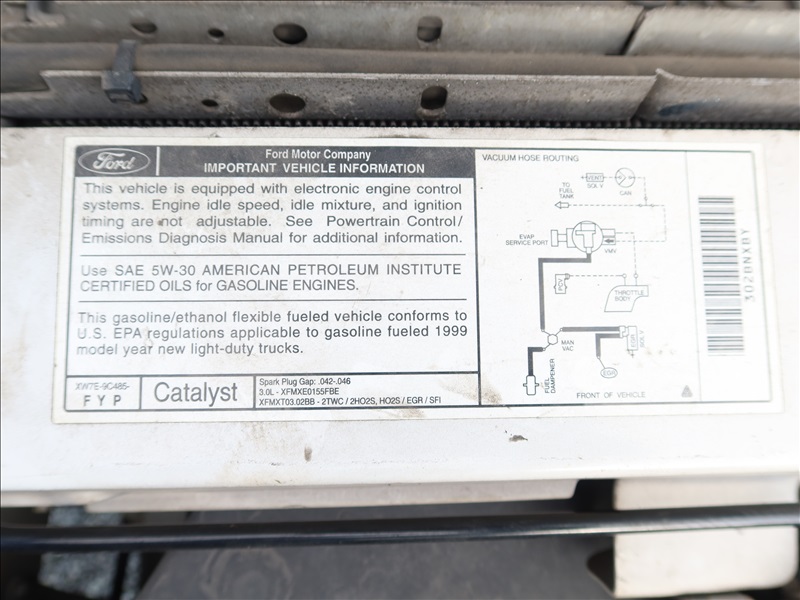 Ford
Ford Motor Company
IMPORTANT VEHICLE INFORMATION
This vehicle is equipped with electronic engine control
systems. Engine idle speed, idle mixture, and ignition
timing are not adjustable. See Powertrain Control/
Emissions Diagnosis Manual for additional information.
Use SAE 5W-30 AMERICAN PETROLEUM INSTITUTE
CERTIFIED OILS for GASOLINE ENGINES.
This gasoline/ethanol flexible fueled vehicle conforms to
U.S. EPA regulations applicable to gasoline fueled 1999
model year new light-duty trucks.
XW7E-9C485-
FYP
Catalyst
Spark Plug Gap: .042-.046
3.0L - XFMXE0155FBE
XFMXT03.02BB - 2TWC / 2HO2S, HO2S / EGR / SFI
VACUUM HOSE ROUTING
TO
FUEL
TANK
VENT
SOL V
CAN
EVAP
SERVICE PORT
VMV
PCV
THROTTLE
BODY
MAN
VAC
EGR
SOL V
EGR
FUEL
DAMPENER
FRONT OF VEHICLE
302BNXBY